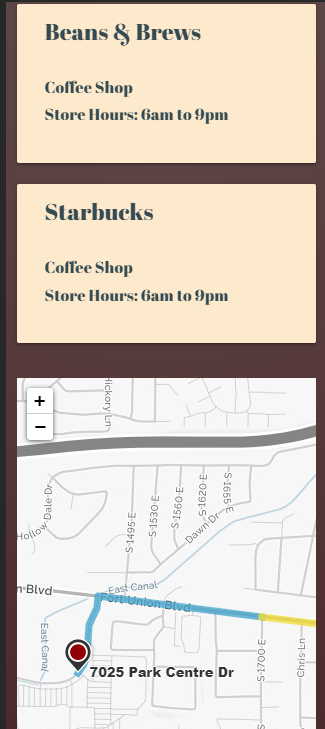 Beans & Brews
Coffee Shop
Store Hours: 6am to 9pm
Starbucks
Coffee Shop
Store Hours: 6am to 9pm
+
−
Hickory Ln
Hollow Dale Dr
S 1495 E
S 1530 E
S 1560 E
S 1620 E
S 1655 E
Dawn Dr
n Blvd
East Canal
Fort Union Blvd
East Canal
S 1700 E
Chris Ln
7025 Park Centre Dr